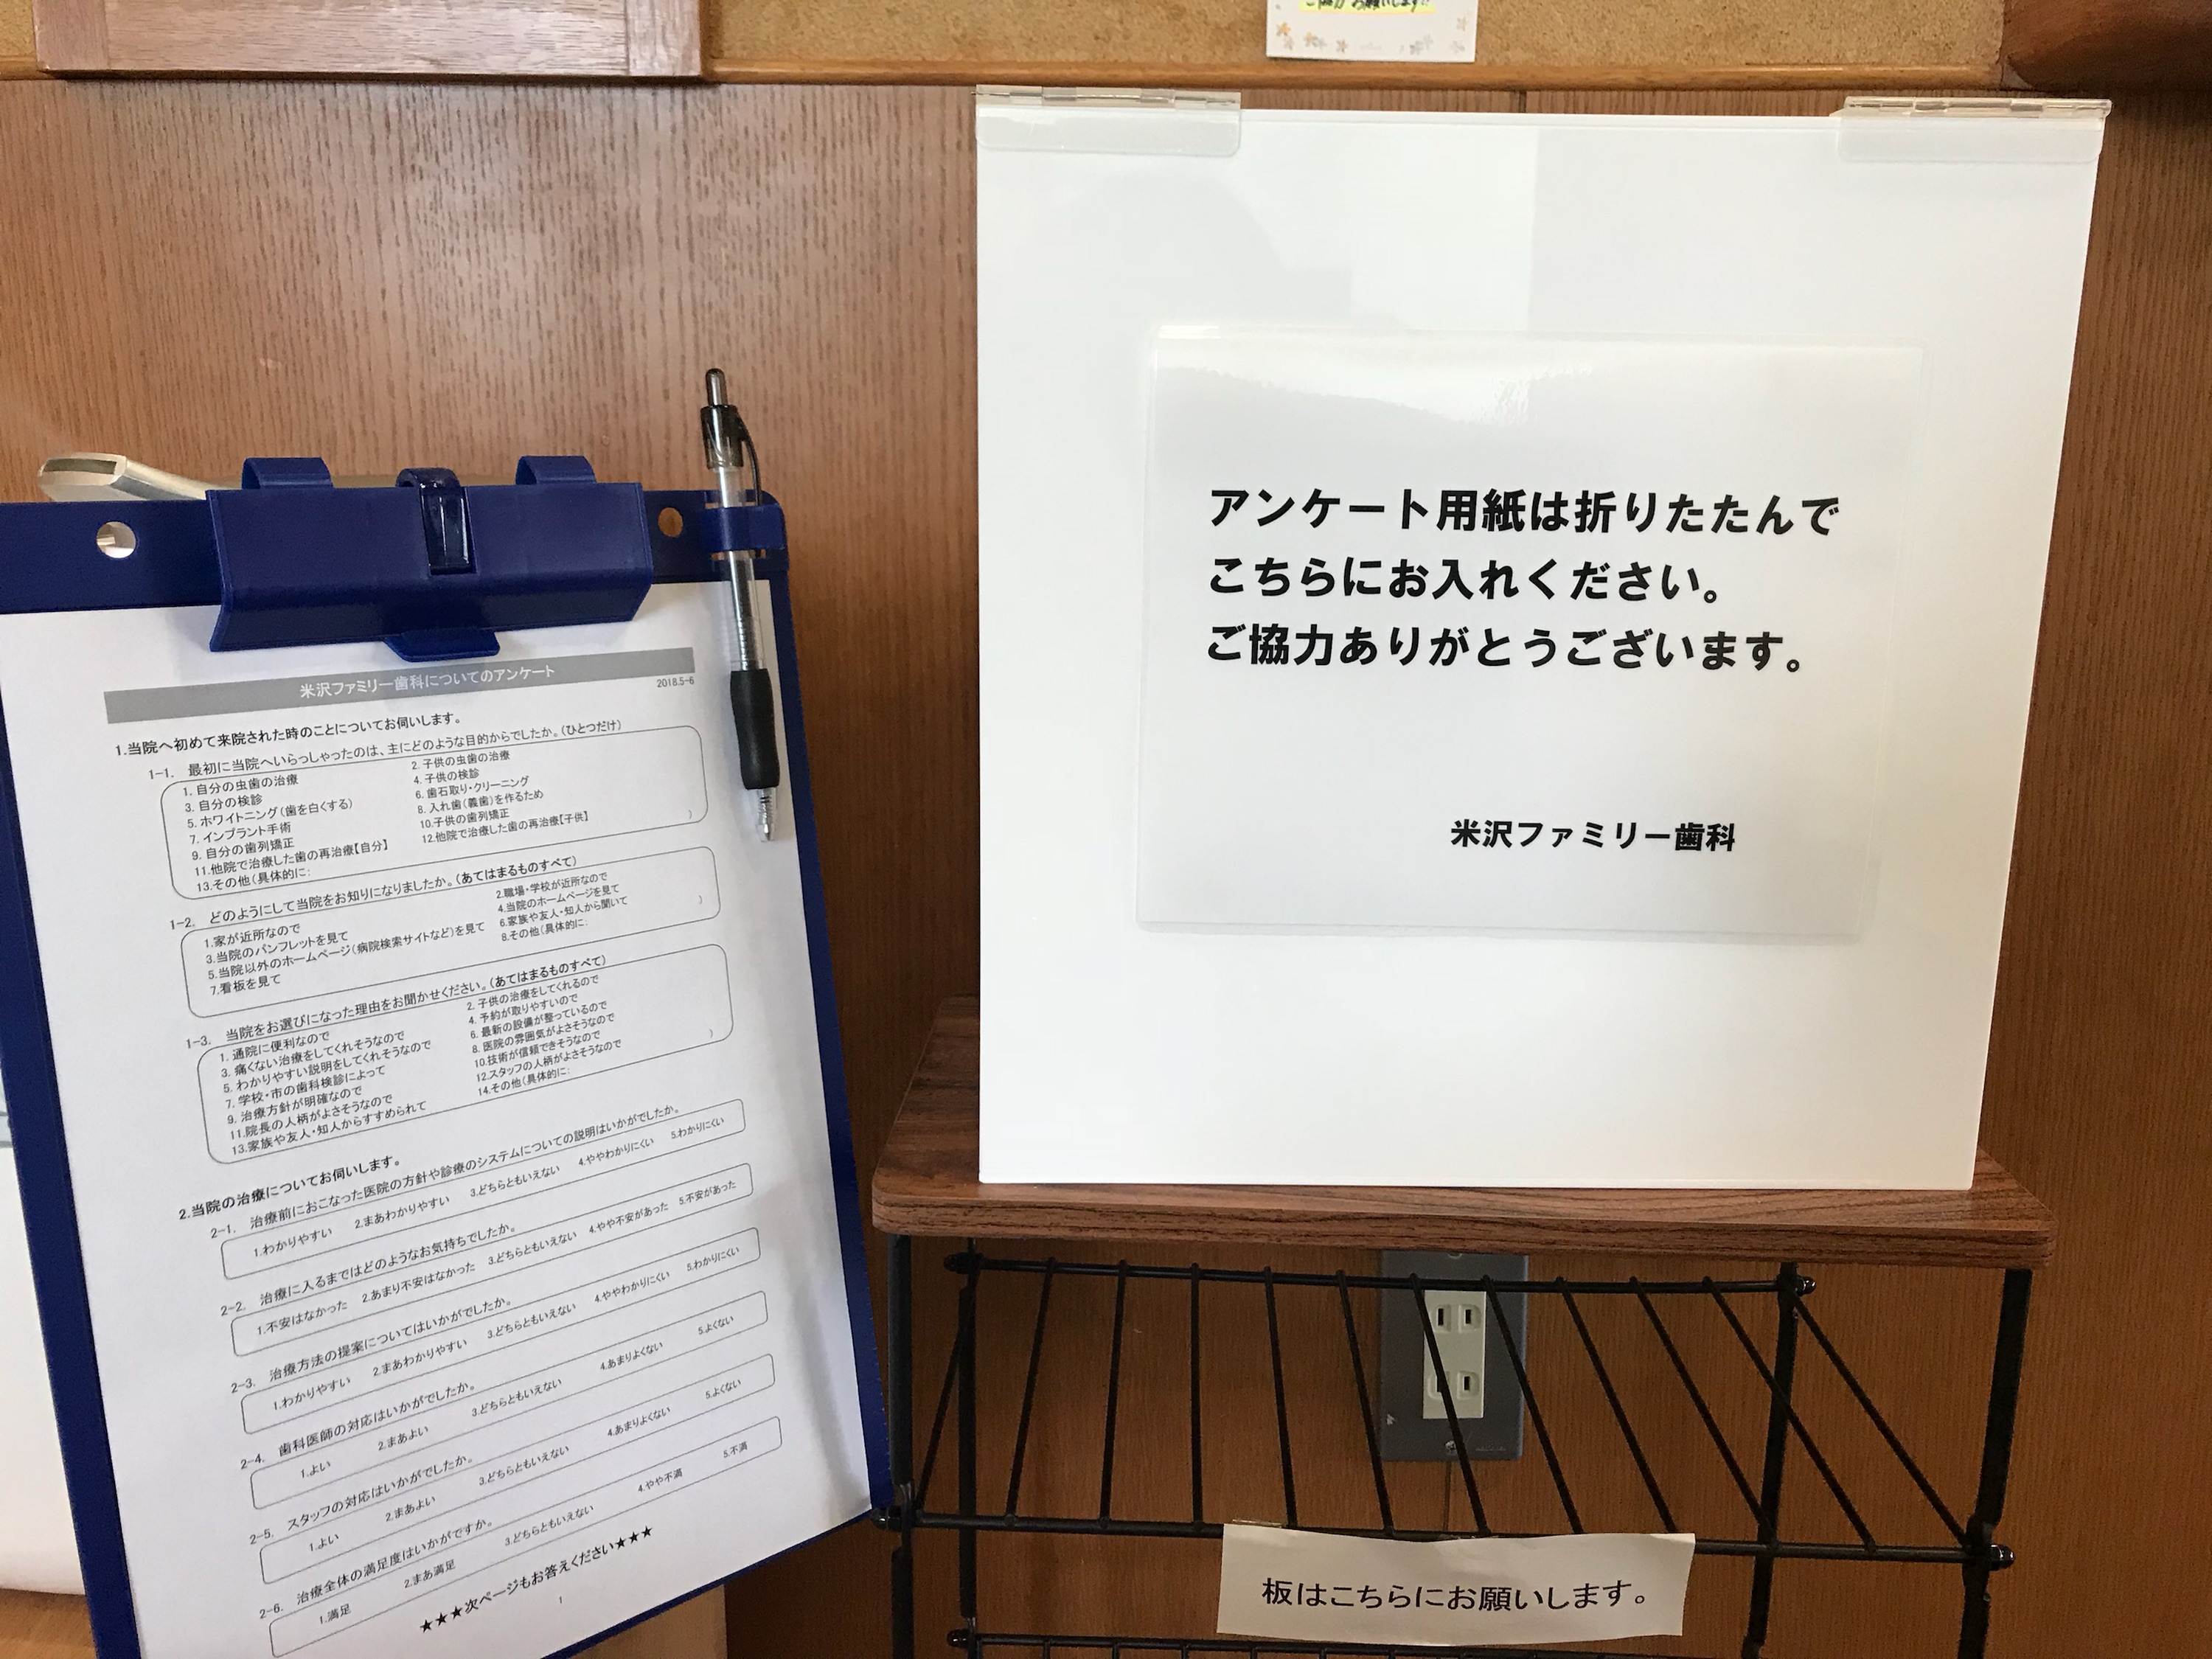 ご協力お願いします!!
米沢ファミリー歯科についてのアンケート
2018.5-6
1.当院へ初めて来院された時のことについてお伺いします。
1-1. 最初に当院へいらっしゃったのは、主にどのような目的からでしたか。(ひとつだけ)
1. 自分の虫歯の治療 2. 子供の虫歯の治療
3. 自分の検診 4. 子供の検診
5. ホワイトニング(歯を白くする) 6. 歯石取り・クリーニング
7. インプラント手術 8. 入れ歯(義歯)を作るため
9. 自分の歯列矯正 10.子供の歯列矯正
11.他院で治療した歯の再治療【自分】 12.他院で治療した歯の再治療【子供】
13.その他(具体的に: )
1-2. どのようにして当院をお知りになりましたか。(あてはまるものすべて)
1.家が近所なので 2.職場・学校が近所なので
3.当院のパンフレットを見て 4.当院のホームページを見て
5.当院以外のホームページ(病院検索サイトなど)を見て 6.家族や友人・知人から聞いて
7.看板を見て 8.その他(具体的に: )
1-3. 当院をお選びになった理由をお聞かせください。(あてはまるものすべて)
1. 通院に便利なので 2. 子供の治療をしてくれるので
3. 痛くない治療をしてくれそうなので 4. 予約が取りやすいので
5. わかりやすい説明をしてくれそうなので 6. 最新の設備が整っているので
7. 学校・市の歯科検診によって 8. 医院の雰囲気がよさそうなので
9. 治療方針が明確なので 10.技術が信頼できそうなので
11.院長の人柄がよさそうなので 12.スタッフの人柄がよさそうなので
13.家族や友人・知人からすすめられて 14.その他(具体的に: )
2.当院の治療についてお伺いします。
2-1. 治療前におこなった医院の方針や診療のシステムについての説明はいかがでしたか。
1.わかりやすい 2.まあわかりやすい 3.どちらともいえない 4.ややわかりにくい 5.わかりにくい
2-2. 治療に入るまではどのようなお気持ちでしたか。
1.不安はなかった 2.あまり不安はなかった 3.どちらともいえない 4.やや不安があった 5.不安があった
2-3. 治療方法の提案についてはいかがでしたか。
1.わかりやすい 2.まあわかりやすい 3.どちらともいえない 4.ややわかりにくい 5.わかりにくい
2-4. 歯科医師の対応はいかがでしたか。
1.よい 2.まあよい 3.どちらともいえない 4.あまりよくない 5.よくない
2-5. スタッフの対応はいかがでしたか。
1.よい 2.まあよい 3.どちらともいえない 4.あまりよくない 5.よくない
2-6. 治療全体の満足度はいかがですか。
1.満足 2.まあ満足 3.どちらともいえない 4.やや不満 5.不満
★★★次ページもお答えください★★★
1
アンケート用紙は折りたたんで
こちらにお入れください。
ご協力ありがとうございます。
米沢ファミリー歯科
板はこちらにお願いします。